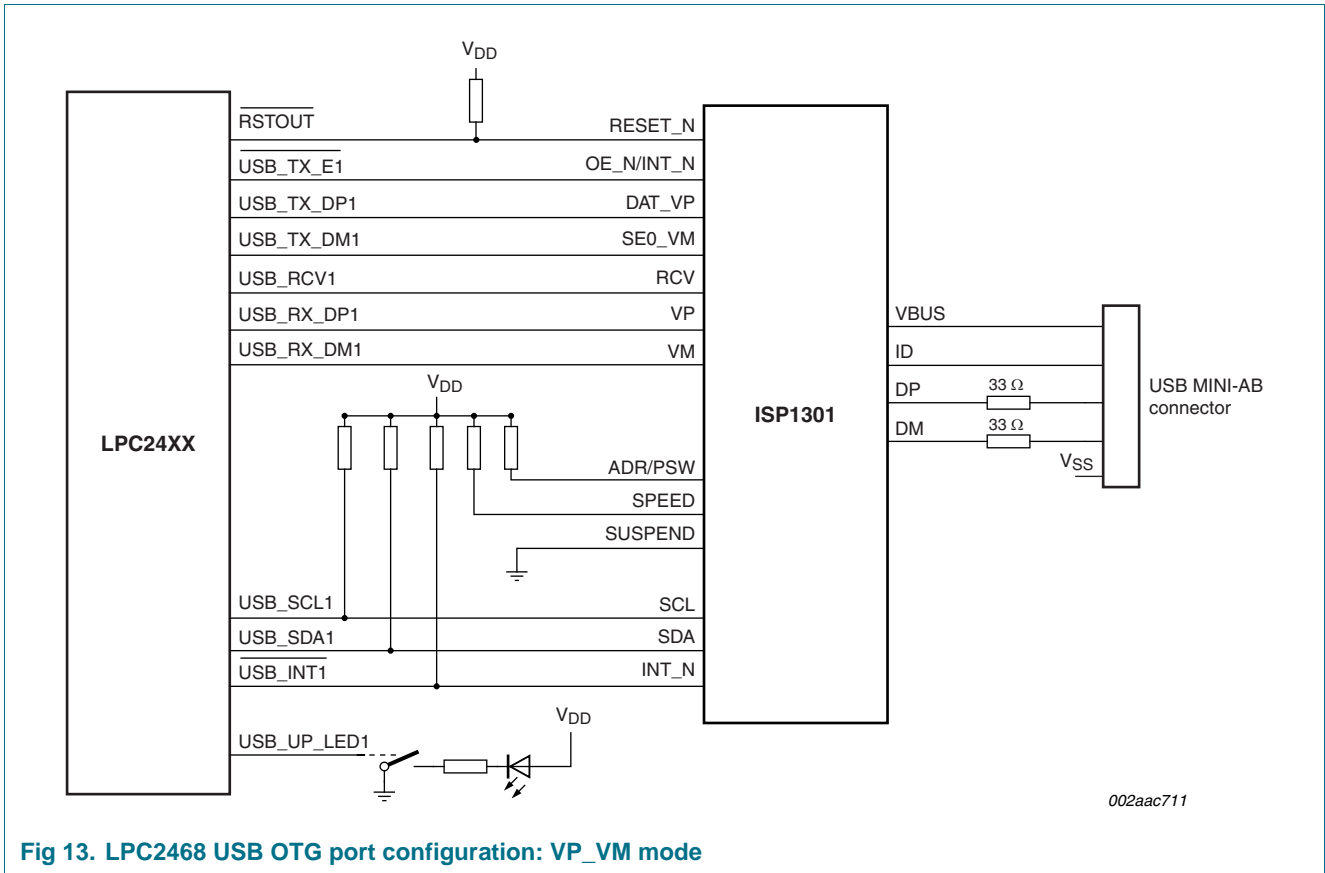 VDD
RSTOUT
RESET_N
USB_TX_E1
OE_N/INT_N
USB_TX_DP1
DAT_VP
USB_TX_DM1
SE0_VM
USB_RCV1
RCV
USB_RX_DP1
VP
USB_RX_DM1
VM
VBUS
ID
DP
33 Ω
DM
33 Ω
VSS
USB MINI-AB
connector
LPC24XX
ISP1301
VDD
ADR/PSW
SPEED
SUSPEND
USB_SCL1
SCL
USB_SDA1
SDA
USB_INT1
INT_N
USB_UP_LED1
VDD
002aac711
Fig 13. LPC2468 USB OTG port configuration: VP_VM mode